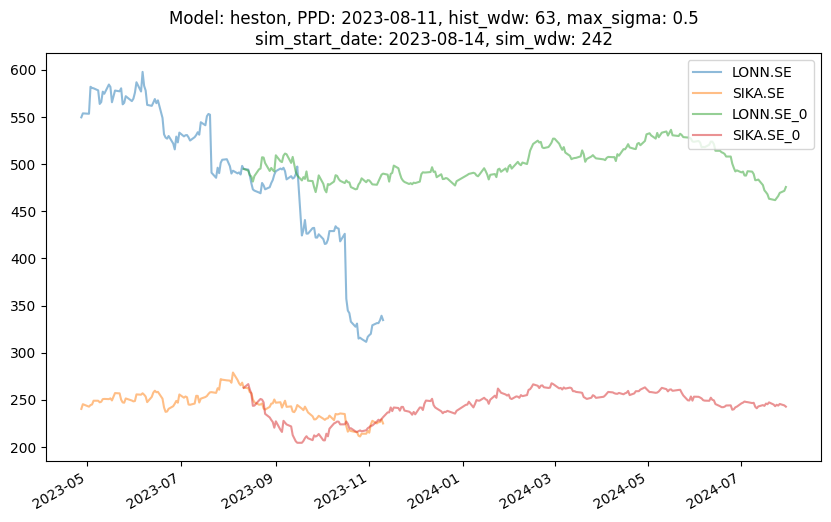 Model: heston, PPD: 2023-08-11, hist_wdw: 63, max_sigma: 0.5
sim_start_date: 2023-08-14, sim_wdw: 242
LONN.SE
SIKA.SE
LONN.SE_0
SIKA.SE_0
600
550
500
450
400
350
300
250
200
2023-05
2023-07
2023-09
2023-11
2024-01
2024-03
2024-05
2024-07